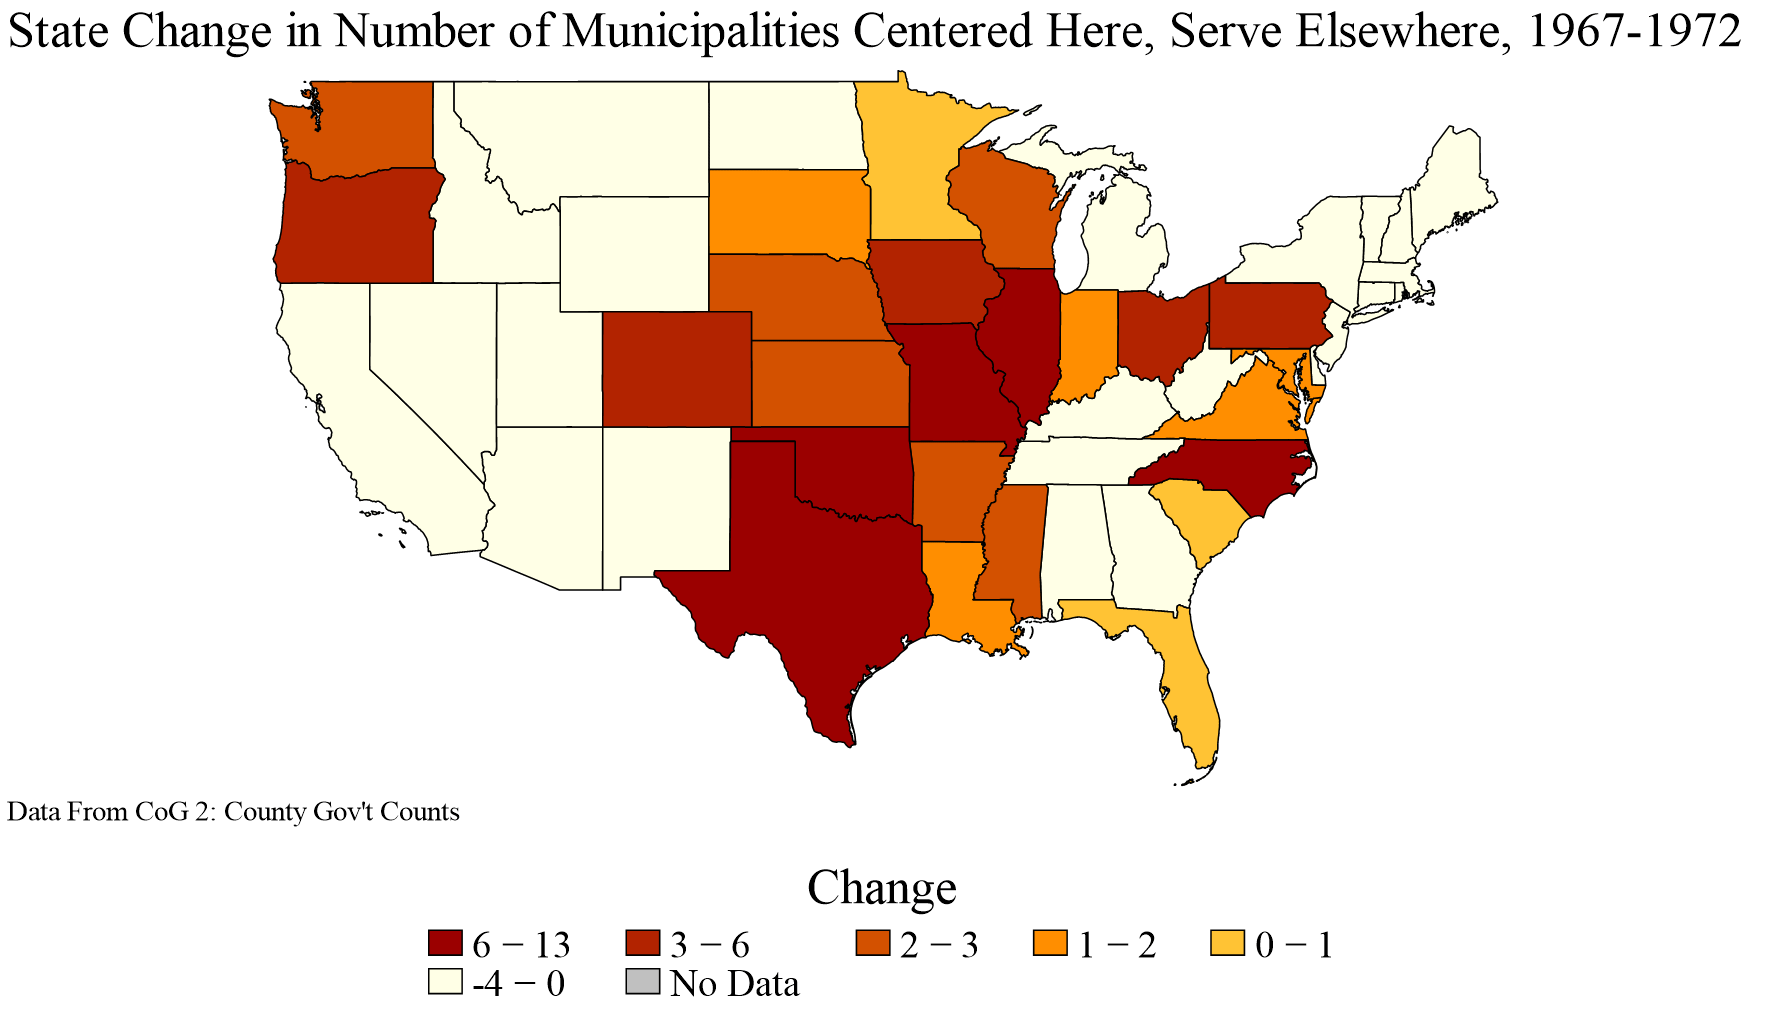 State Change in Number of Municipalities Centered Here, Serve Elsewhere, 1967-1972
Data From CoG 2: County Gov't Counts
Change
6 − 13 3 − 6 2 − 3 1 − 2 0 − 1
-4 − 0 No Data